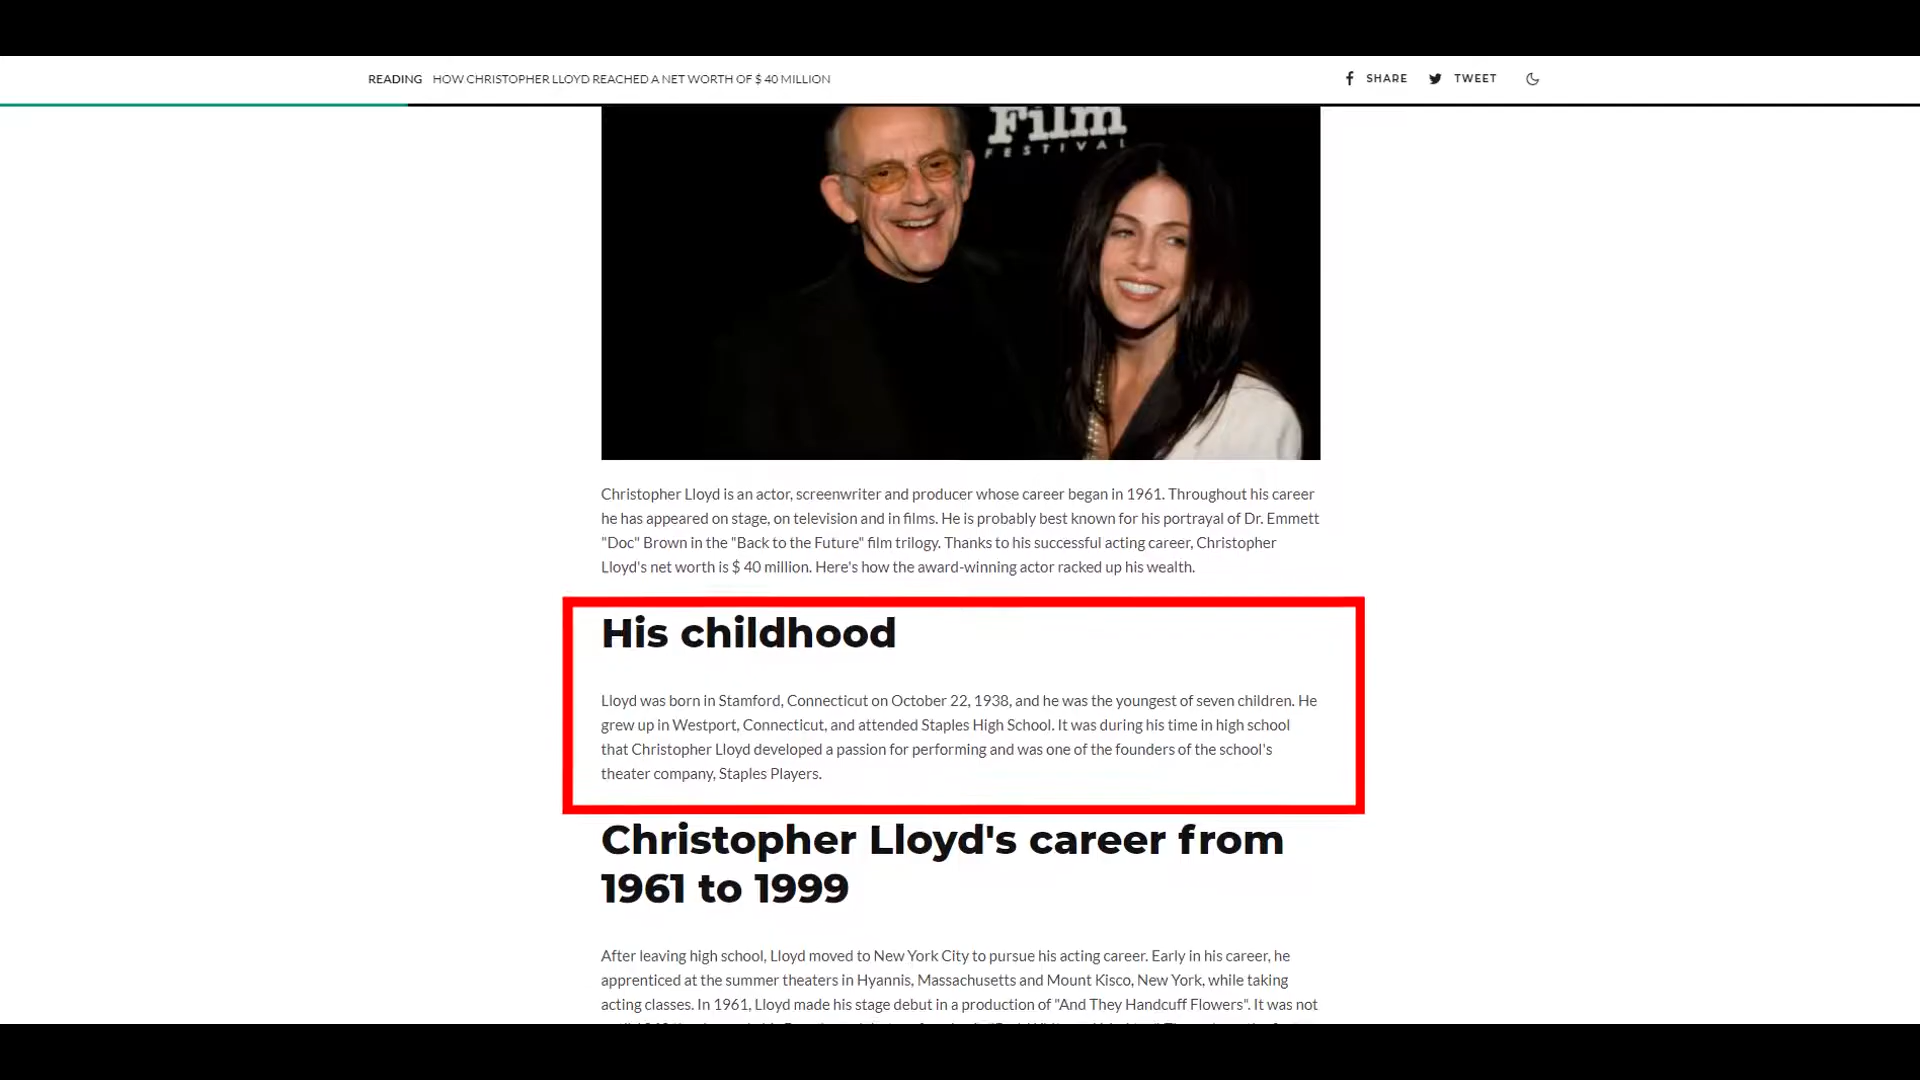 READING HOW CHRISTOPHER LLOYD REACHED A NET WORTH OF $ 40 MILLION
SHARE TWEET
Film
FESTIVAL
Christopher Lloyd is an actor, screenwriter and producer whose career began in 1961. Throughout his career
he has appeared on stage, on television and in films. He is probably best known for his portrayal of Dr. Emmett
"Doc" Brown in the "Back to the Future" film trilogy. Thanks to his successful acting career, Christopher
Lloyd's net worth is $ 40 million. Here's how the award-winning actor racked up his wealth.
His childhood
Lloyd was born in Stamford, Connecticut on October 22, 1938, and he was the youngest of seven children. He
grew up in Westport, Connecticut, and attended Staples High School. It was during his time in high school
that Christopher Lloyd developed a passion for performing and was one of the founders of the school's
theater company, Staples Players.
Christopher Lloyd's career from
1961 to 1999
After leaving high school, Lloyd moved to New York City to pursue his acting career. Early in his career, he
apprenticed at the summer theaters in Hyannis, Massachusetts and Mount Kisco, New York, while taking
acting classes. In 1961, Lloyd made his stage debut in a production of "And They Handcuff Flowers". It was not